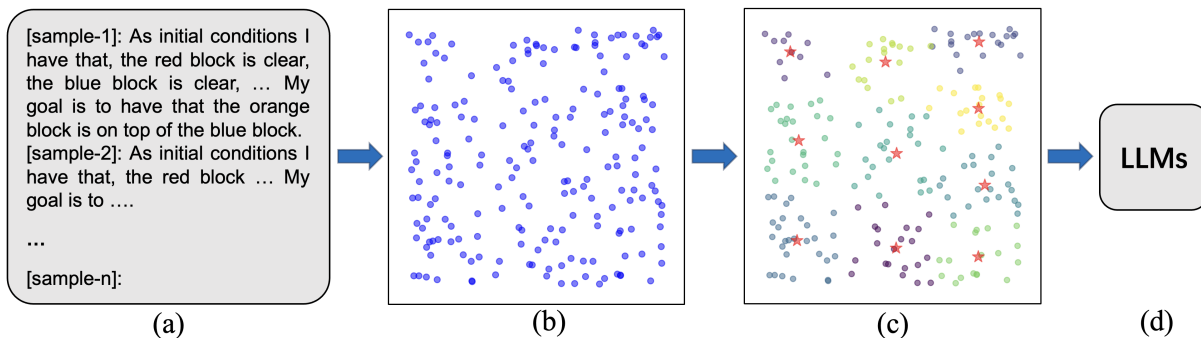 [sample-1]: As initial conditions I
have that, the red block is clear,
the blue block is clear, … My
goal is to have that the orange
block is on top of the blue block.
[sample-2]: As initial conditions I
have that, the red block … My
goal is to ….
...
[sample-n]:
LLMs
(a)
(b)
(c)
(d)